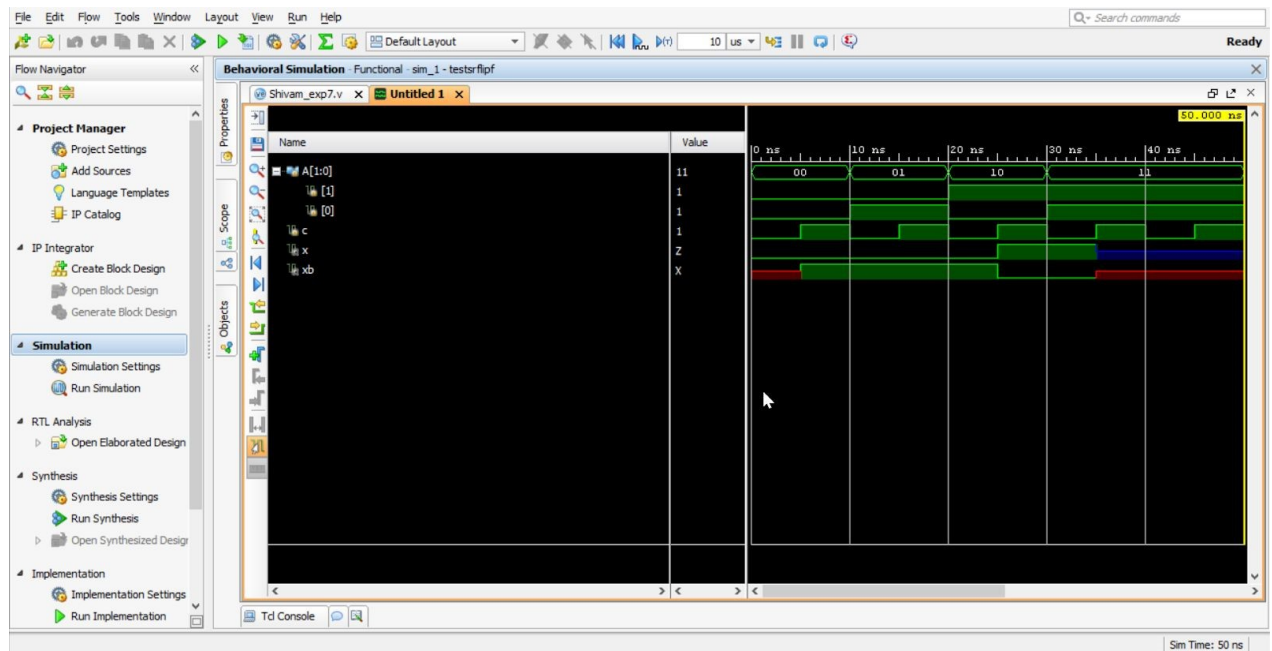 File Edit Flow Tools Window Layout View Run Help
Q- Search commands
Default Layout
10 us
Ready
Flow Navigator
Behavioral Simulation - Functional - sim_1 - testsrflipf
Shivam_exp7.v
Untitled 1
Properties
Scope
Objects
Project Manager
Project Settings
Add Sources
Language Templates
IP Catalog
IP Integrator
Create Block Design
Open Block Design
Generate Block Design
Simulation
Simulation Settings
Run Simulation
RTL Analysis
Open Elaborated Design
Synthesis
Synthesis Settings
Run Synthesis
Open Synthesized Design
Implementation
Implementation Settings
Run Implementation
50.000 ns
Name Value
0 ns 10 ns 20 ns 30 ns 40 ns
A[1:0] 11 00 01 10 11
[1] 1
[0] 1
c 1
x Z
xb X
Tcl Console
Sim Time: 50 ns